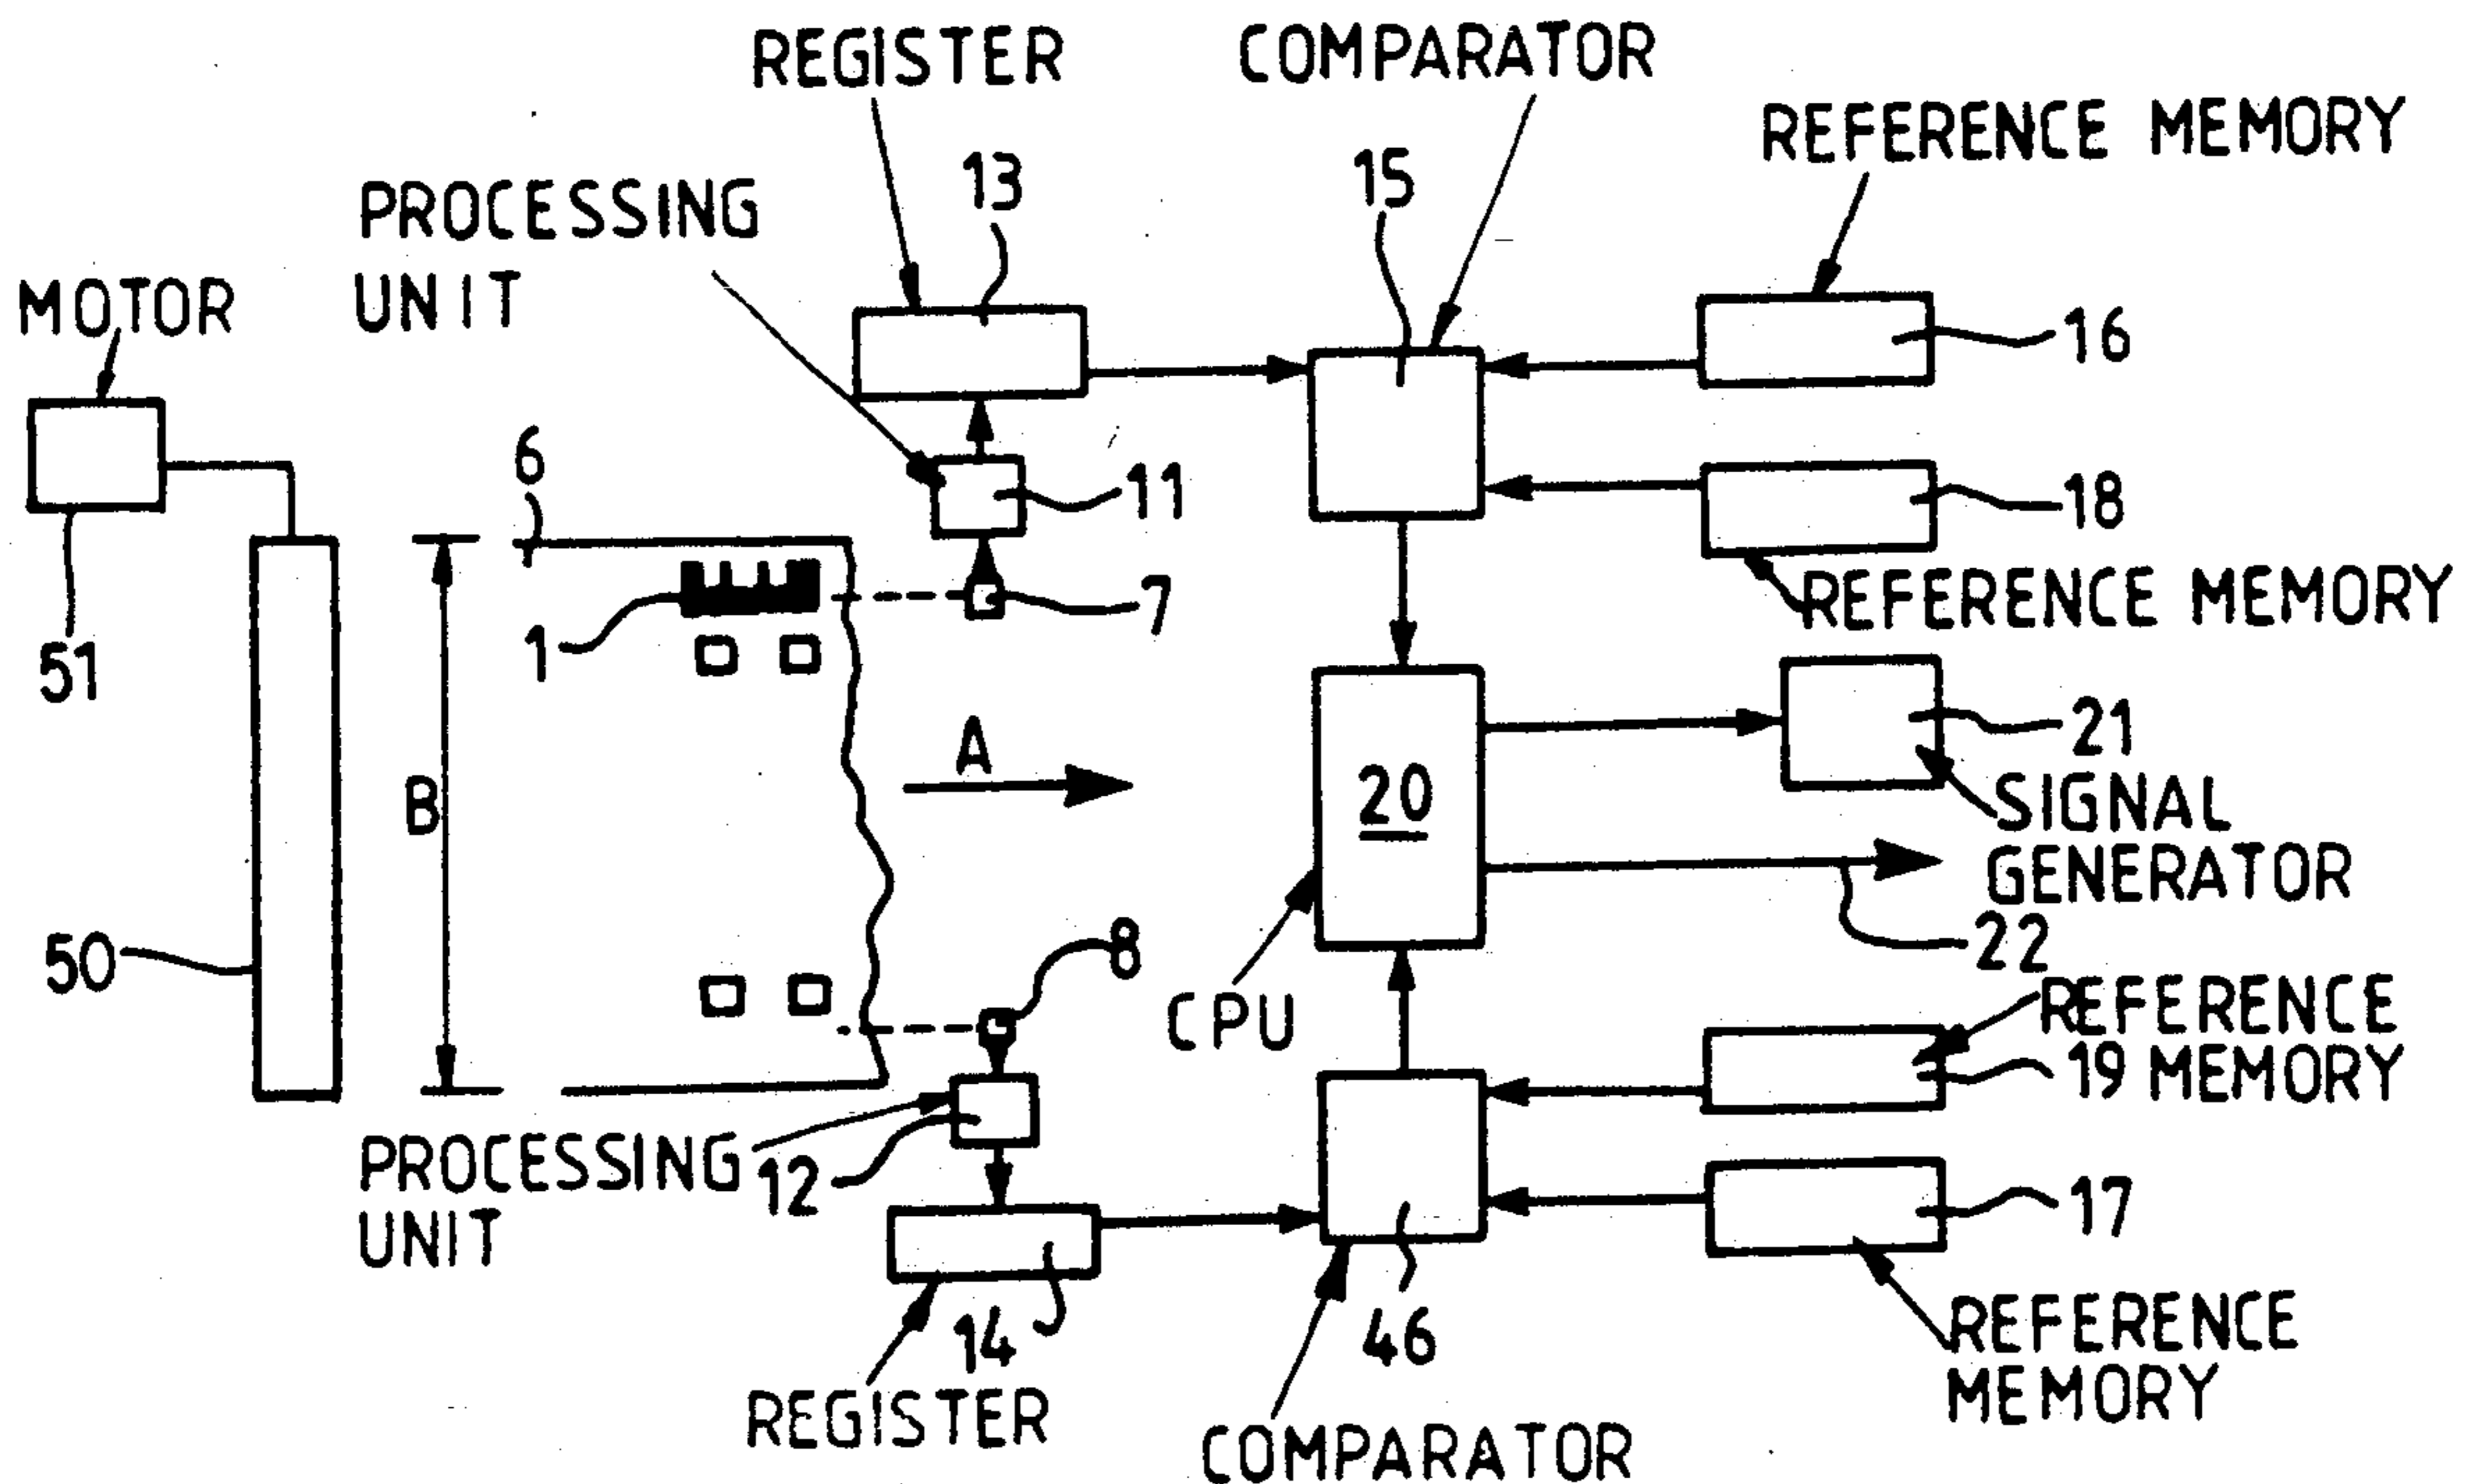 REGISTER
COMPARATOR
REFERENCE MEMORY
13
15
PROCESSING
UNIT
MOTOR
16
6
11
18
7
REFERENCE MEMORY
1
51
21
A
20
SIGNAL
GENERATOR
B
22
8
50
CPU
REFERENCE
19 MEMORY
PROCESSING
UNIT
12
17
14
46
REFERENCE
MEMORY
REGISTER
COMPARATOR